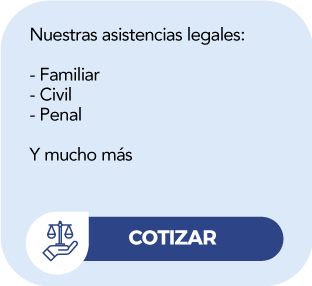 Nuestras asistencias legales:
- Familiar
- Civil
- Penal
Y mucho más
COTIZAR